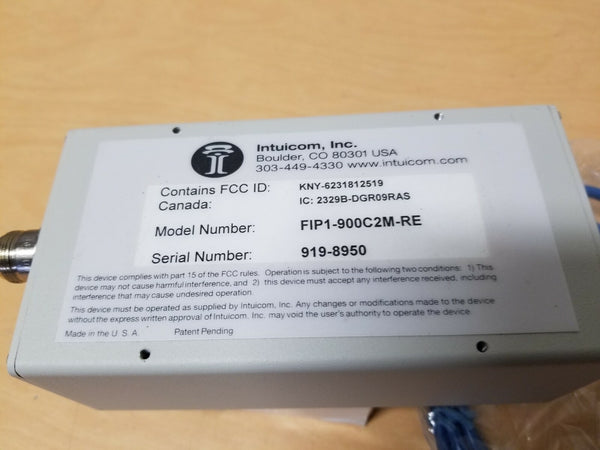 Intuicom, Inc.
Boulder, CO 80301 USA
303-449-4330 www.intuicom.com
Contains FCC ID: KNY-6231812519
Canada: IC: 2329B-DGR09RAS
Model Number: FIP1-900C2M-RE
Serial Number: 919-8950
This device complies with part 15 of the FCC rules. Operation is subject to the following two conditions: 1) This
device may not cause harmful interference, and 2) this device must accept any interference received, including
interference that may cause undesired operation.
This device must be operated as supplied by Intuicom, Inc. Any changes or modifications made to the device
without the express written approval of Intuicom, Inc. may void the user's authority to operate the device.
Made in the U. S. A. Patent Pending